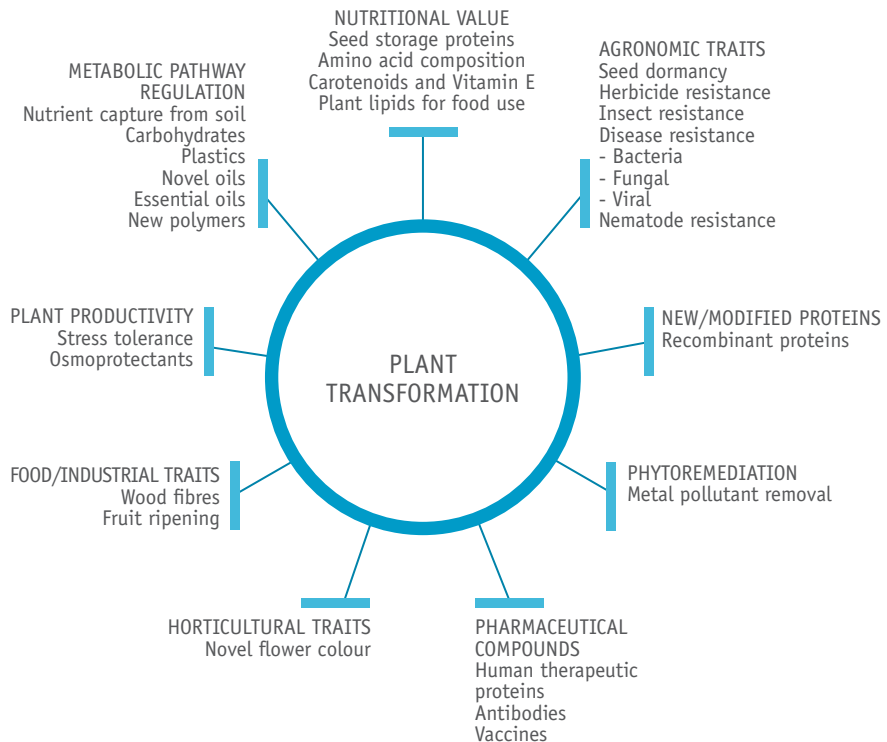 NUTRITIONAL VALUE
Seed storage proteins
Amino acid composition
Carotenoids and Vitamin E
Plant lipids for food use
AGRONOMIC TRAITS
Seed dormancy
Herbicide resistance
Insect resistance
Disease resistance
- Bacteria
- Fungal
- Viral
Nematode resistance
NEW/MODIFIED PROTEINS
Recombinant proteins
PHYTOREMEDIATION
Metal pollutant removal
PHARMACEUTICAL
COMPOUNDS
Human therapeutic
proteins
Antibodies
Vaccines
HORTICULTURAL TRAITS
Novel flower colour
FOOD/INDUSTRIAL TRAITS
Wood fibres
Fruit ripening
PLANT PRODUCTIVITY
Stress tolerance
Osmoprotectants
METABOLIC PATHWAY
REGULATION
Nutrient capture from soil
Carbohydrates
Plastics
Novel oils
Essential oils
New polymers
PLANT
TRANSFORMATION